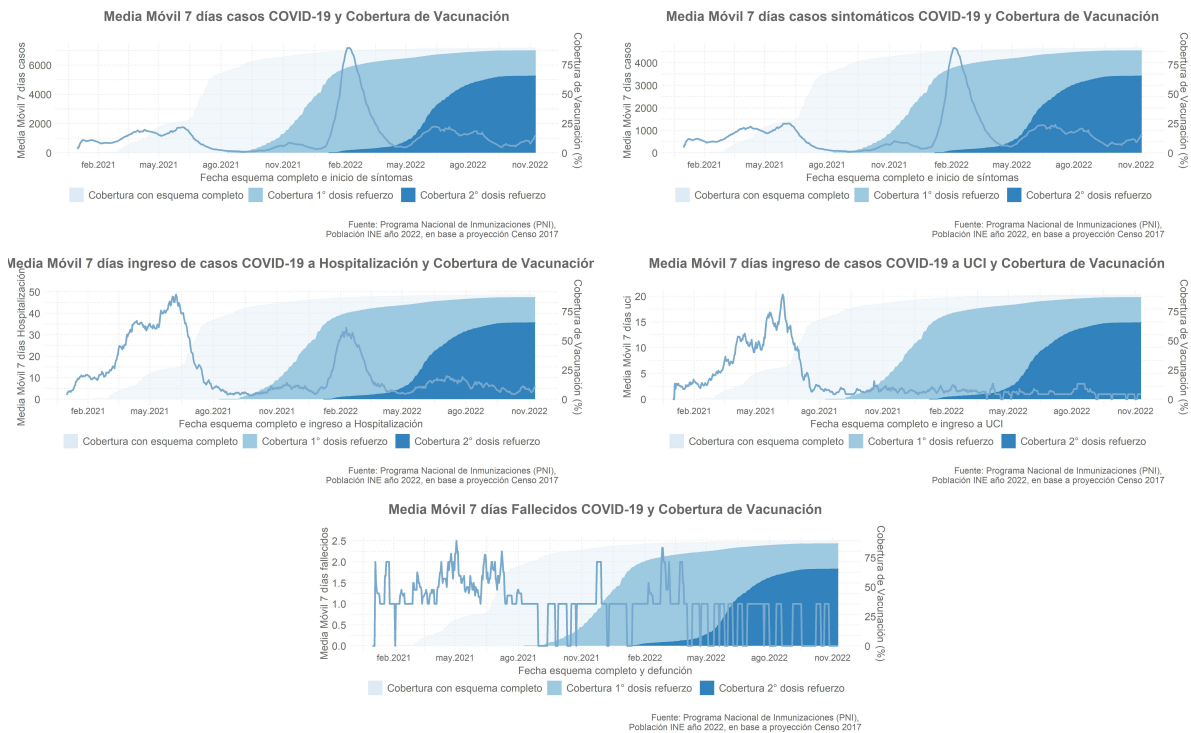 Media Móvil 7 días casos COVID-19 y Cobertura de Vacunación
Media Móvil 7 días casos
6000
4000
2000
0
Cobertura de Vacunación (%)
75
50
25
0
feb.2021 may.2021 ago.2021 nov.2021 feb.2022 may.2022 ago.2022 nov.2022
Fecha esquema completo e inicio de síntomas
Cobertura con esquema completo Cobertura 1° dosis refuerzo Cobertura 2° dosis refuerzo
Fuente: Programa Nacional de Inmunizaciones (PNI),
Población INE año 2022, en base a proyección Censo 2017
Media Móvil 7 días casos sintomáticos COVID-19 y Cobertura de Vacunación
Media Móvil 7 días casos
4000
3000
2000
1000
0
Cobertura de Vacunación (%)
75
50
25
0
feb.2021 may.2021 ago.2021 nov.2021 feb.2022 may.2022 ago.2022 nov.2022
Fecha esquema completo e inicio de síntomas
Cobertura con esquema completo Cobertura 1° dosis refuerzo Cobertura 2° dosis refuerzo
Fuente: Programa Nacional de Inmunizaciones (PNI),
Población INE año 2022, en base a proyección Censo 2017
Media Móvil 7 días ingreso de casos COVID-19 a Hospitalización y Cobertura de Vacunación
Media Móvil 7 días Hospitalización
50
40
30
20
10
0
Cobertura de Vacunación (%)
75
50
25
0
feb.2021 may.2021 ago.2021 nov.2021 feb.2022 may.2022 ago.2022 nov.2022
Fecha esquema completo e ingreso a Hospitalización
Cobertura con esquema completo Cobertura 1° dosis refuerzo Cobertura 2° dosis refuerzo
Fuente: Programa Nacional de Inmunizaciones (PNI),
Población INE año 2022, en base a proyección Censo 2017
Media Móvil 7 días ingreso de casos COVID-19 a UCI y Cobertura de Vacunación
Media Móvil 7 días uci
20
15
10
5
0
Cobertura de Vacunación (%)
75
50
25
0
feb.2021 may.2021 ago.2021 nov.2021 feb.2022 may.2022 ago.2022 nov.2022
Fecha esquema completo e ingreso a UCI
Cobertura con esquema completo Cobertura 1° dosis refuerzo Cobertura 2° dosis refuerzo
Fuente: Programa Nacional de Inmunizaciones (PNI),
Población INE año 2022, en base a proyección Censo 2017
Media Móvil 7 días Fallecidos COVID-19 y Cobertura de Vacunación
Media Móvil 7 días fallecidos
2.5
2.0
1.5
1.0
0.5
0.0
Cobertura de Vacunación (%)
75
50
25
0
feb.2021 may.2021 ago.2021 nov.2021 feb.2022 may.2022 ago.2022 nov.2022
Fecha esquema completo y defunción
Cobertura con esquema completo Cobertura 1° dosis refuerzo Cobertura 2° dosis refuerzo
Fuente: Programa Nacional de Inmunizaciones (PNI),
Población INE año 2022, en base a proyección Censo 2017